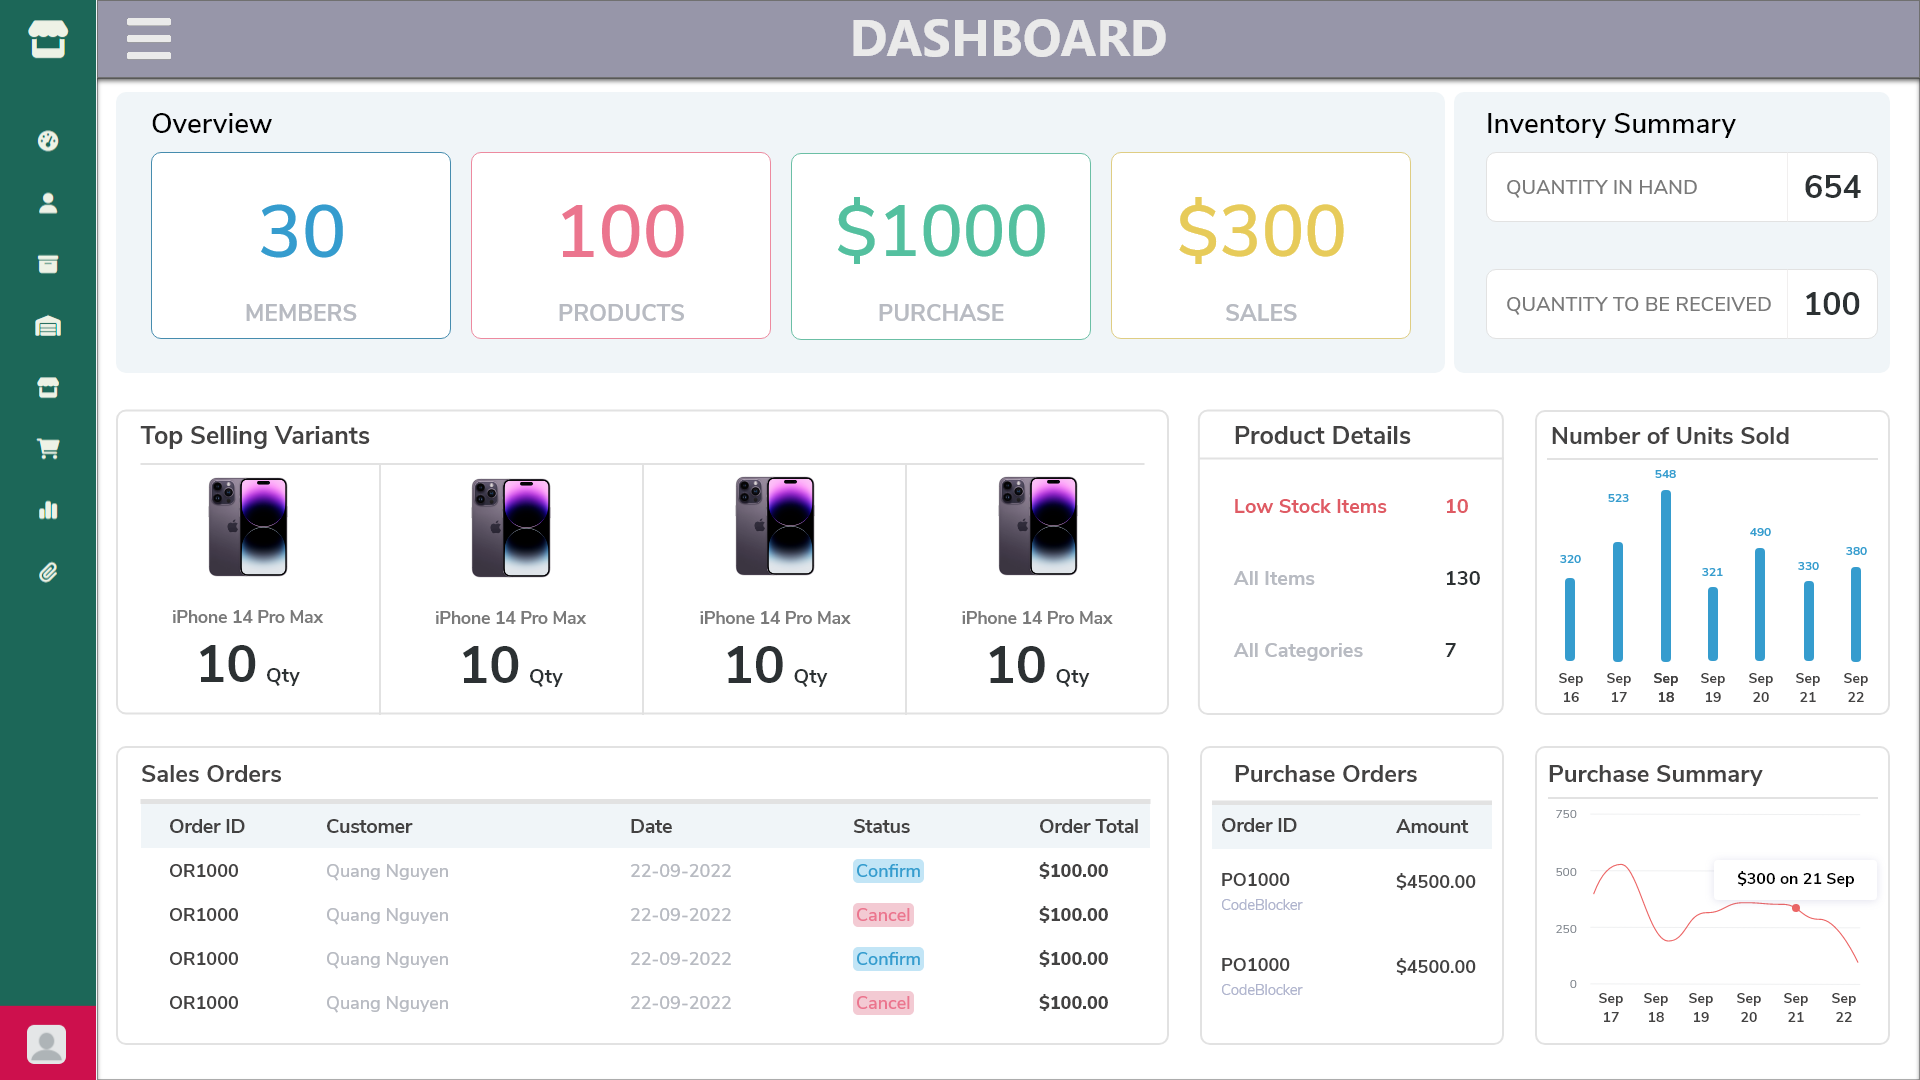 DASHBOARD
Overview
30
MEMBERS
100
PRODUCTS
$1000
PURCHASE
$300
SALES
Inventory Summary
QUANTITY IN HAND 654
QUANTITY TO BE RECEIVED 100
Top Selling Variants
iPhone 14 Pro Max
10 Qty
iPhone 14 Pro Max
10 Qty
iPhone 14 Pro Max
10 Qty
iPhone 14 Pro Max
10 Qty
Product Details
Low Stock Items 10
All Items 130
All Categories 7
Number of Units Sold
320 523 548 321 490 330 380
Sep Sep Sep Sep Sep Sep Sep
16 17 18 19 20 21 22
Sales Orders
Order ID Customer Date Status Order Total
OR1000 Quang Nguyen 22-09-2022 Confirm $100.00
OR1000 Quang Nguyen 22-09-2022 Cancel $100.00
OR1000 Quang Nguyen 22-09-2022 Confirm $100.00
OR1000 Quang Nguyen 22-09-2022 Cancel $100.00
Purchase Orders
Order ID Amount
PO1000 $4500.00
CodeBlocker
PO1000 $4500.00
CodeBlocker
Purchase Summary
750
500
250
0
$300 on 21 Sep
Sep Sep Sep Sep Sep Sep
17 18 19 20 21 22